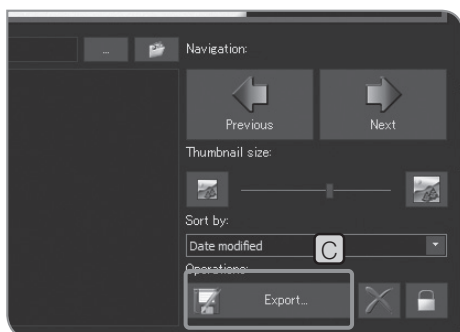 ...
Navigation:
Previous
Next
Thumbnail size:
Sort by:
Date modified
C
Operations:
Export...